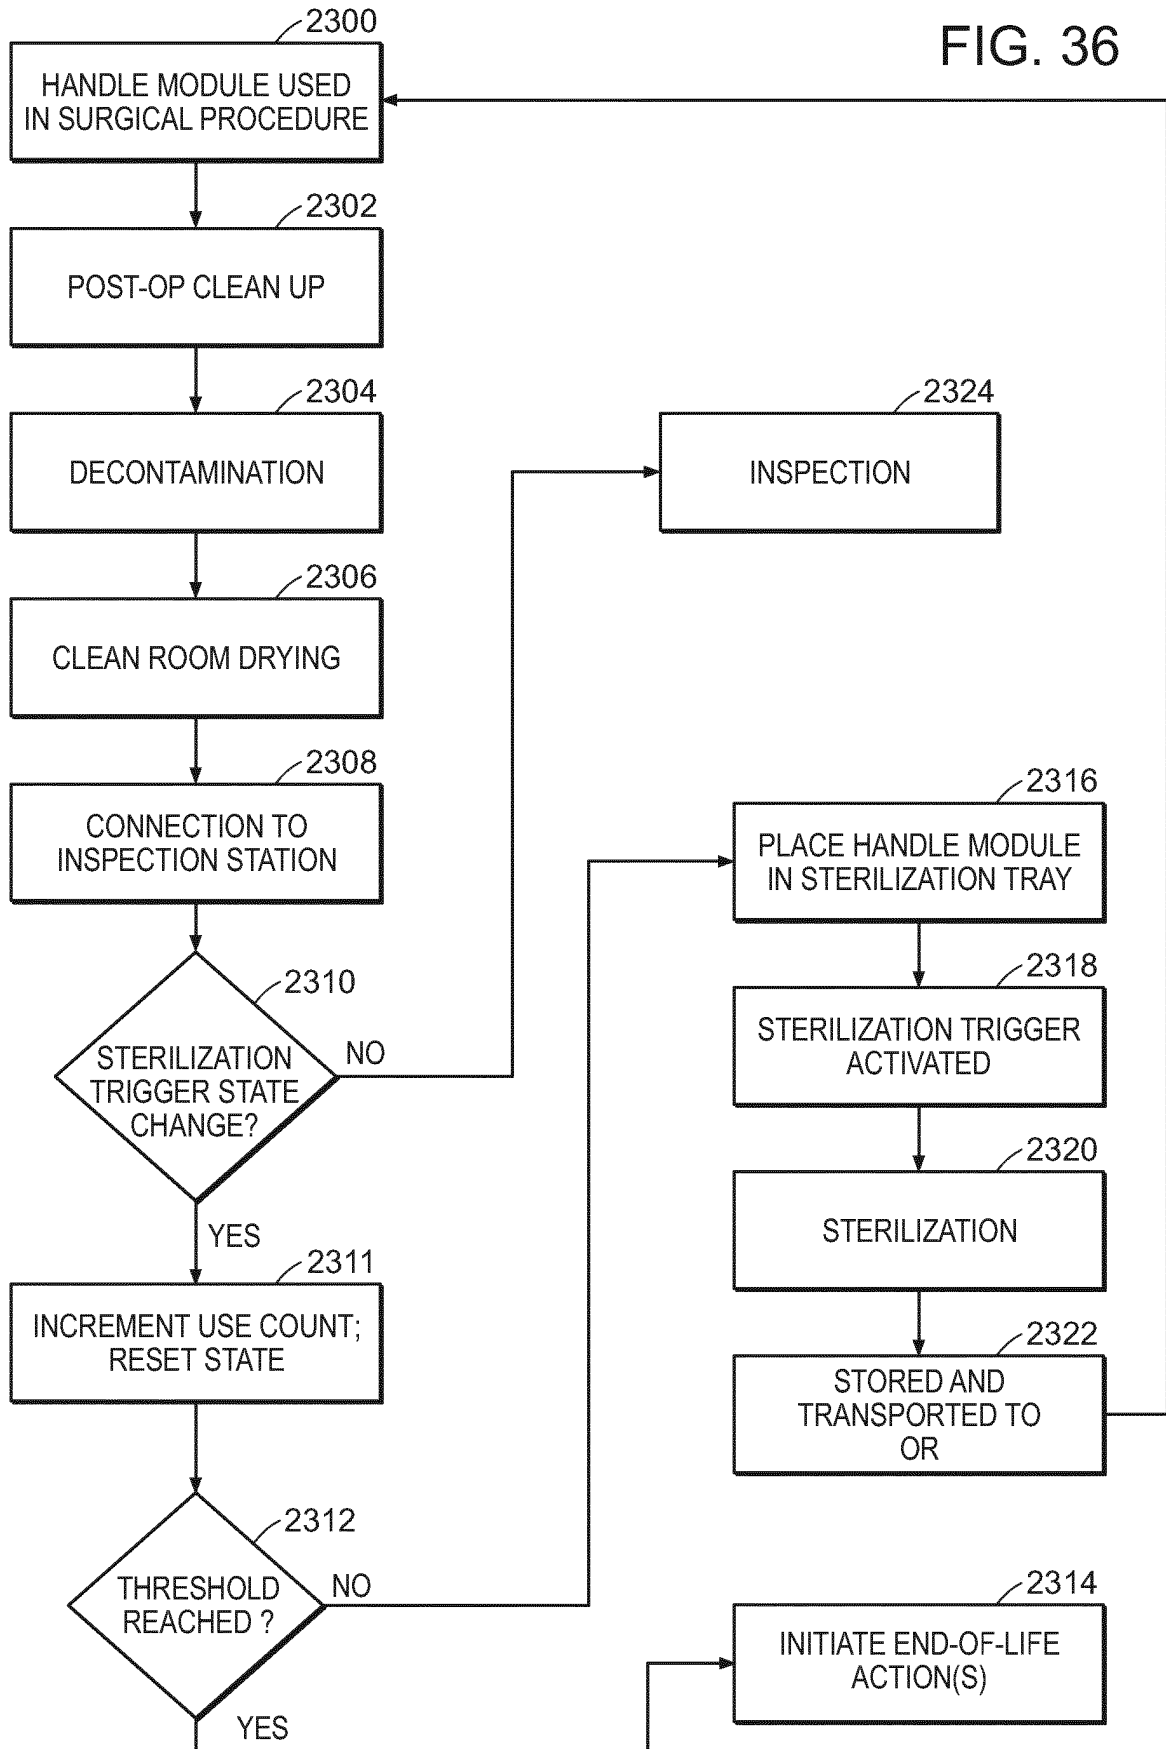 FIG. 36
2300
HANDLE MODULE USED
IN SURGICAL PROCEDURE
2302
POST-OP CLEAN UP
2304
DECONTAMINATION
2306
CLEAN ROOM DRYING
2308
CONNECTION TO
INSPECTION STATION
2310
STERILIZATION
TRIGGER STATE
CHANGE?
NO
YES
2311
INCREMENT USE COUNT;
RESET STATE
2312
THRESHOLD
REACHED ?
NO
YES
2324
INSPECTION
2316
PLACE HANDLE MODULE
IN STERILIZATION TRAY
2318
STERILIZATION TRIGGER
ACTIVATED
2320
STERILIZATION
2322
STORED AND
TRANSPORTED TO
OR
2314
INITIATE END-OF-LIFE
ACTION(S)